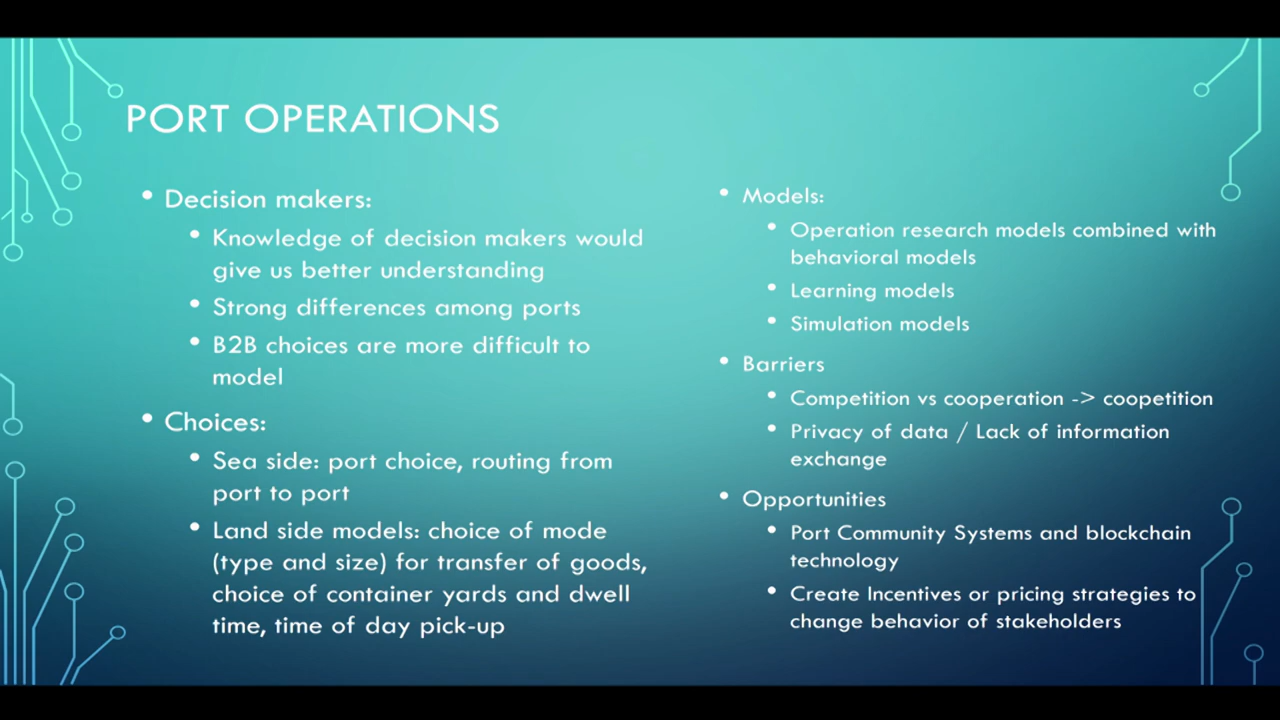 PORT OPERATIONS
• Decision makers:
• Knowledge of decision makers would
give us better understanding
• Strong differences among ports
• B2B choices are more difficult to
model
• Choices:
• Sea side: port choice, routing from
port to port
• Land side models: choice of mode
(type and size) for transfer of goods,
choice of container yards and dwell
time, time of day pick-up
• Models:
• Operation research models combined with
behavioral models
• Learning models
• Simulation models
• Barriers
• Competition vs cooperation -> coopetition
• Privacy of data / Lack of information
exchange
• Opportunities
• Port Community Systems and blockchain
technology
• Create Incentives or pricing strategies to
change behavior of stakeholders